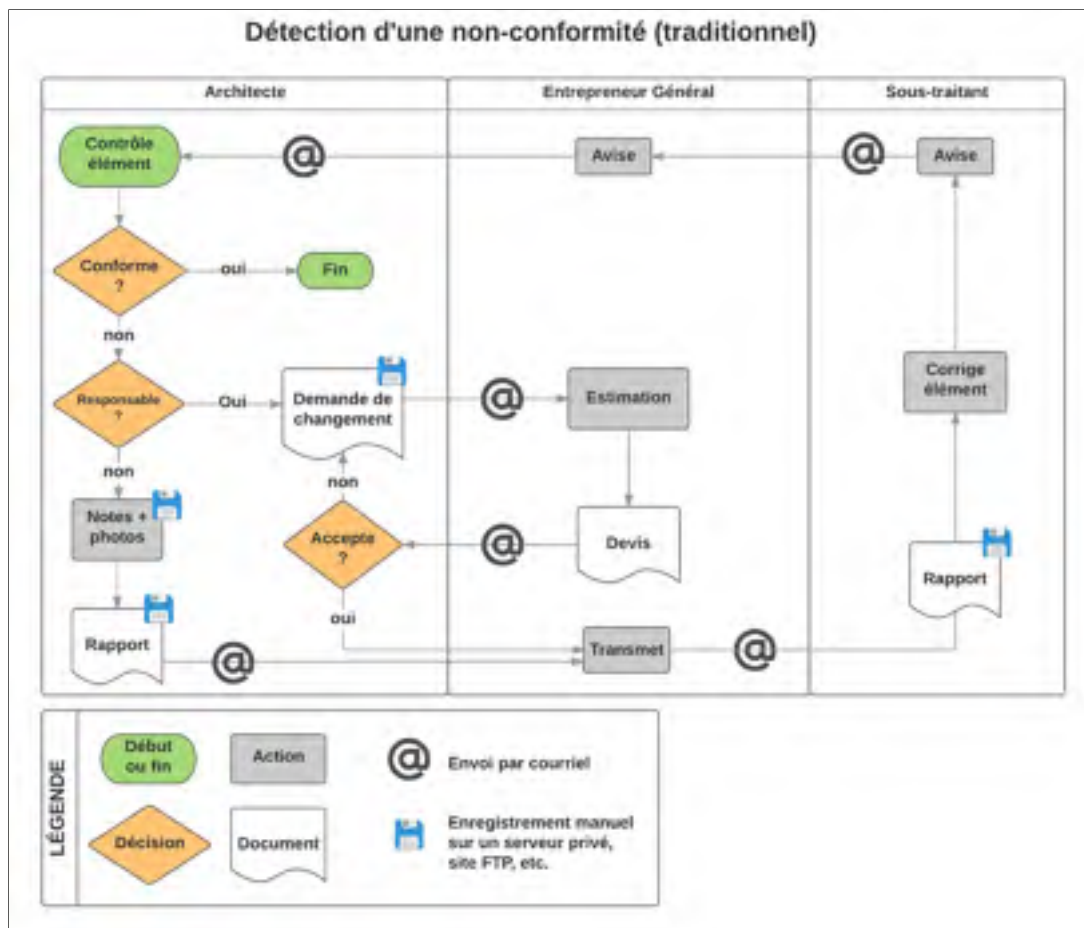 Détection d'une non-conformité (traditionnel)
Architecte
Entrepreneur Général
Sous-traitant
Contrôle
élément
@
Avise
@
Avise
Conforme
?
oui
Fin
non
Responsable
?
Oui
Demande de
changement
@
Estimation
Corrige
élément
non
non
Notes +
photos
Accepte
?
@
Devis
Rapport
oui
Rapport
@
Transmet
@
LÉGENDE
Début
ou fin
Action
@
Envoi par courriel
Décision
Document
Enregistrement manuel
sur un serveur privé,
site FTP, etc.